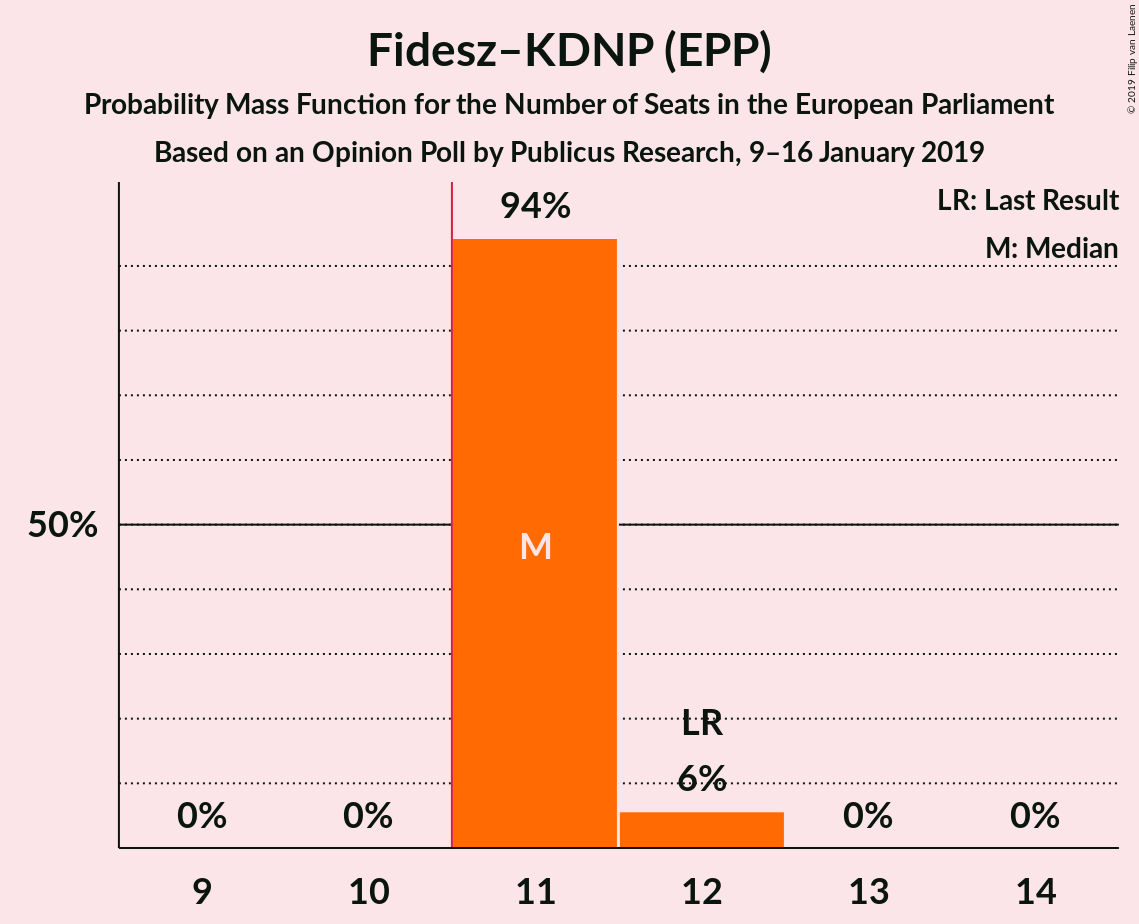 Fidesz–KDNP (EPP)
Probability Mass Function for the Number of Seats in the European Parliament
Based on an Opinion Poll by Publicus Research, 9–16 January 2019
© 2019 Filip van Laenen
LR: Last Result
M: Median
94%
50%
M
LR
6%
0% 0% 0% 0%
9 10 11 12 13 14